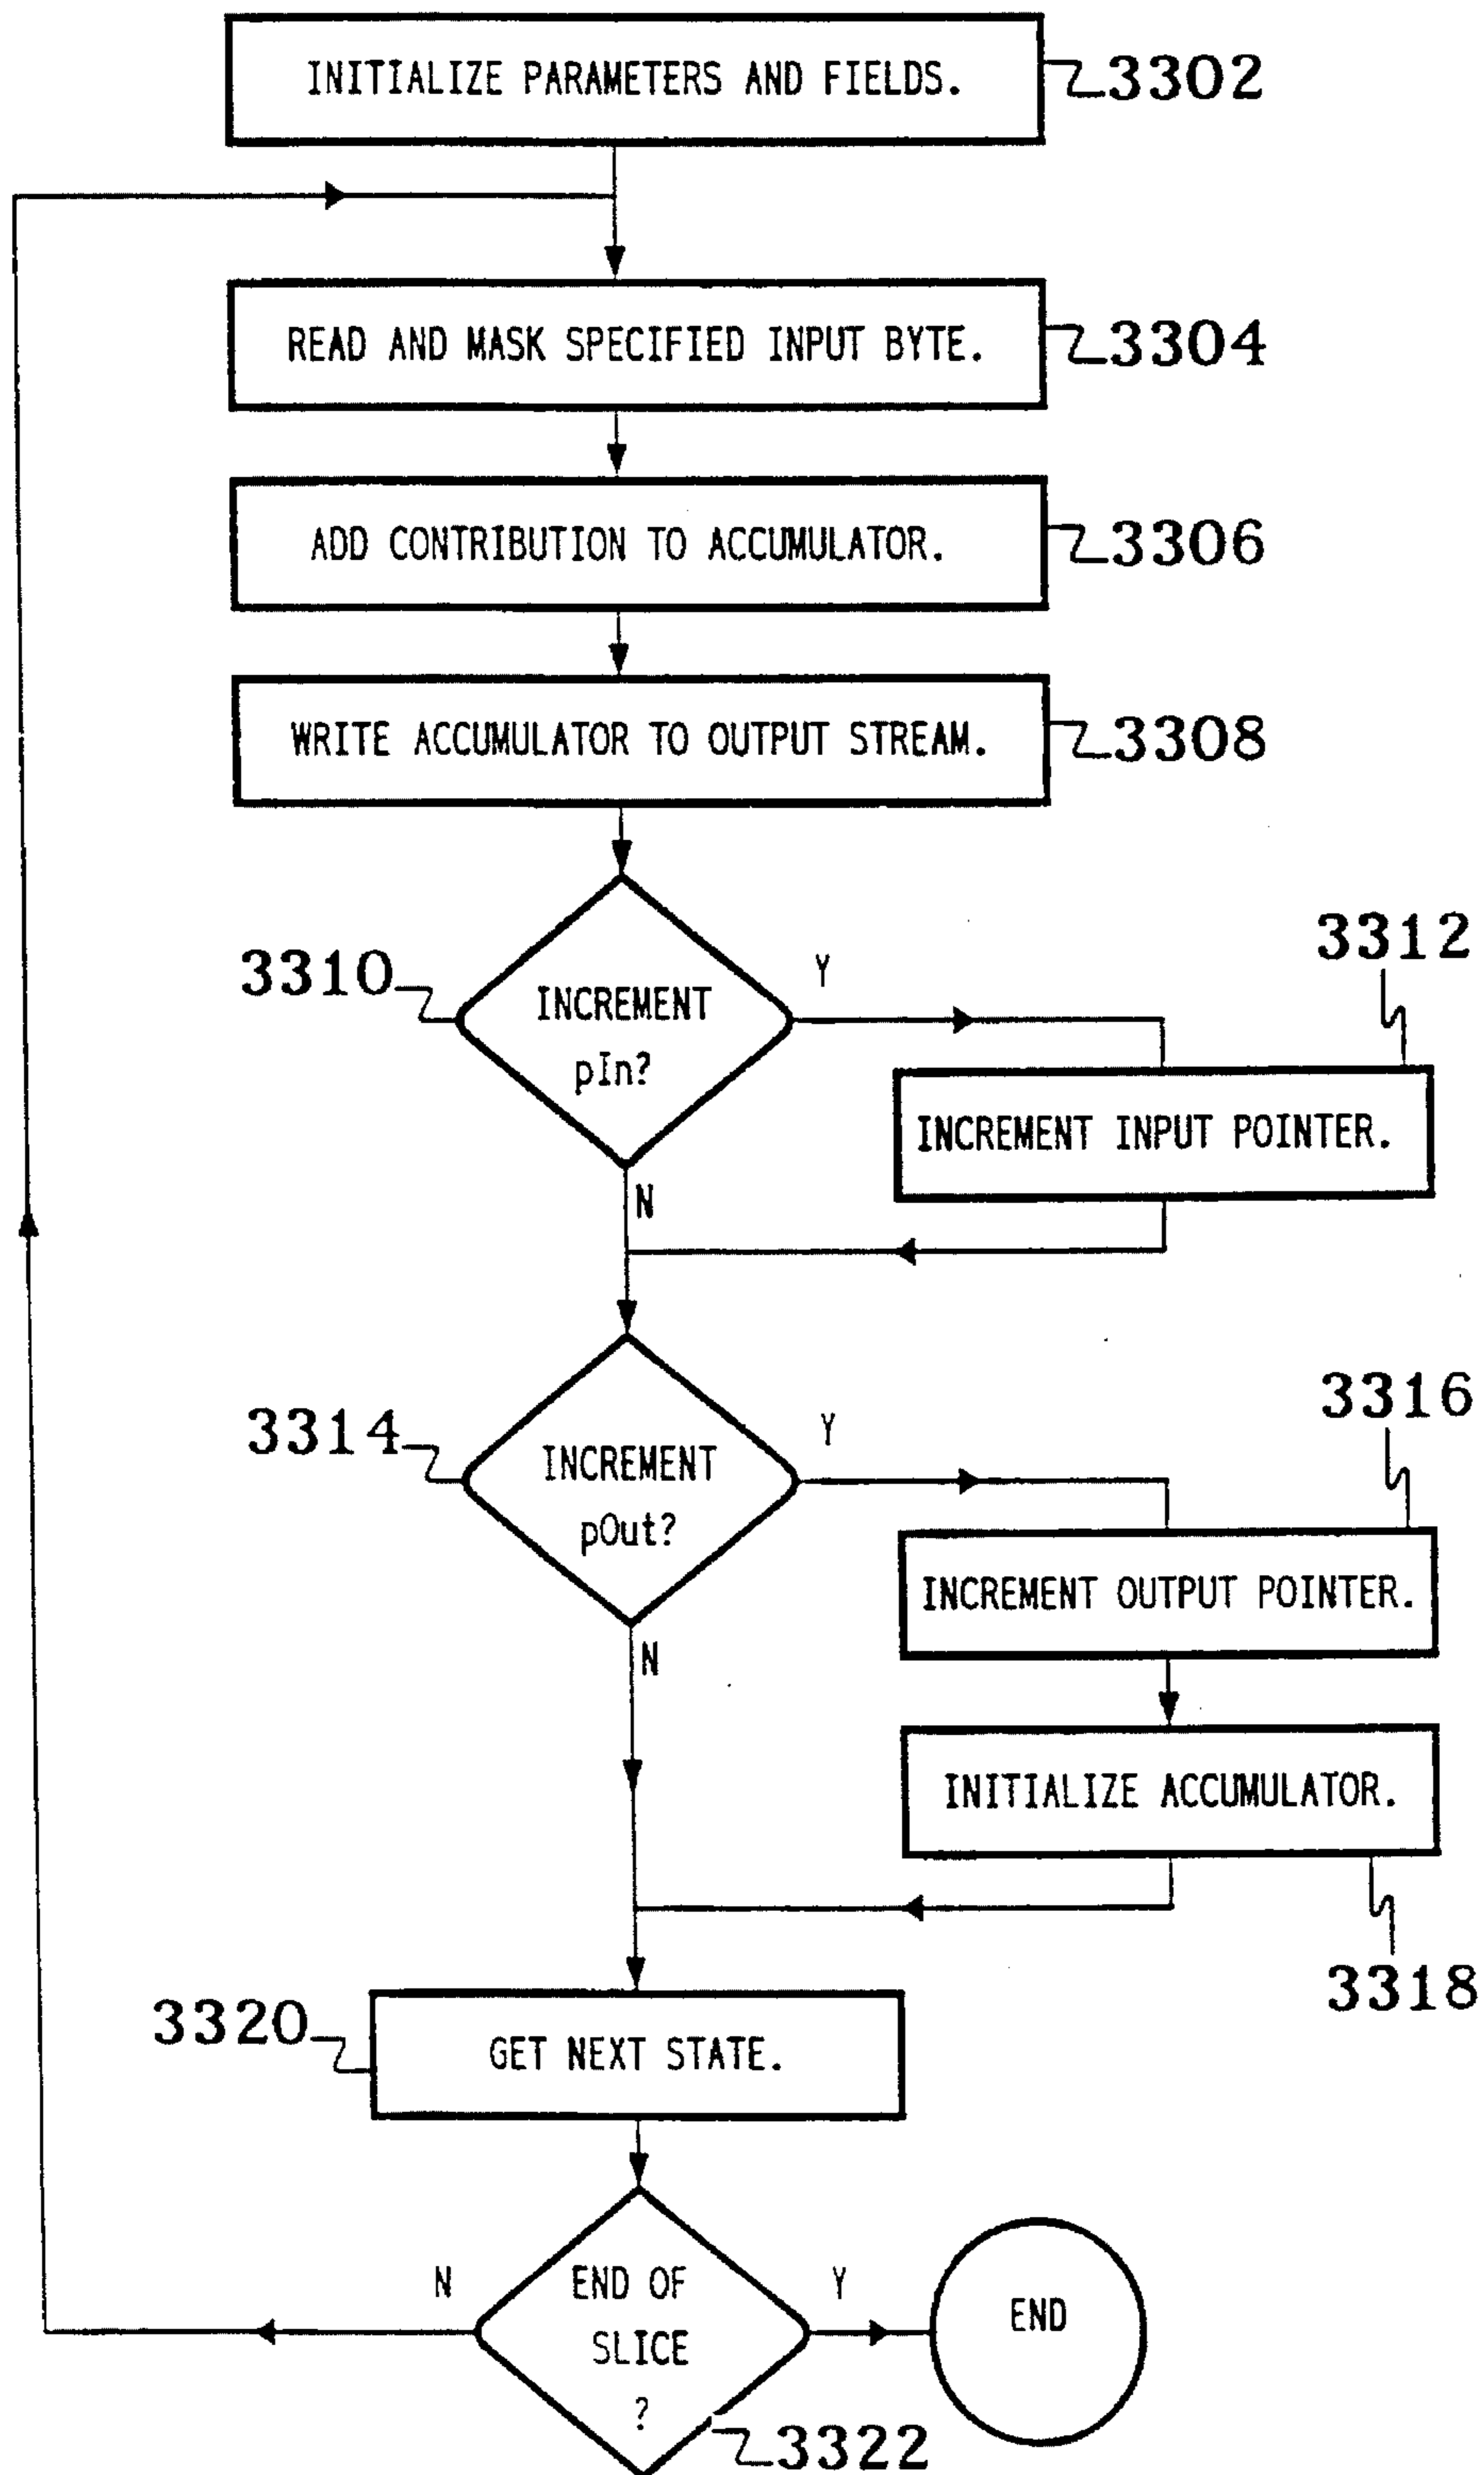 INITIALIZE PARAMETERS AND FIELDS.
3302
READ AND MASK SPECIFIED INPUT BYTE.
3304
ADD CONTRIBUTION TO ACCUMULATOR.
3306
WRITE ACCUMULATOR TO OUTPUT STREAM.
3308
3310
INCREMENT
pIn?
Y
N
3312
INCREMENT INPUT POINTER.
3314
INCREMENT
pOut?
Y
N
3316
INCREMENT OUTPUT POINTER.
INITIALIZE ACCUMULATOR.
3318
3320
GET NEXT STATE.
N
END OF
SLICE
?
Y
END
3322